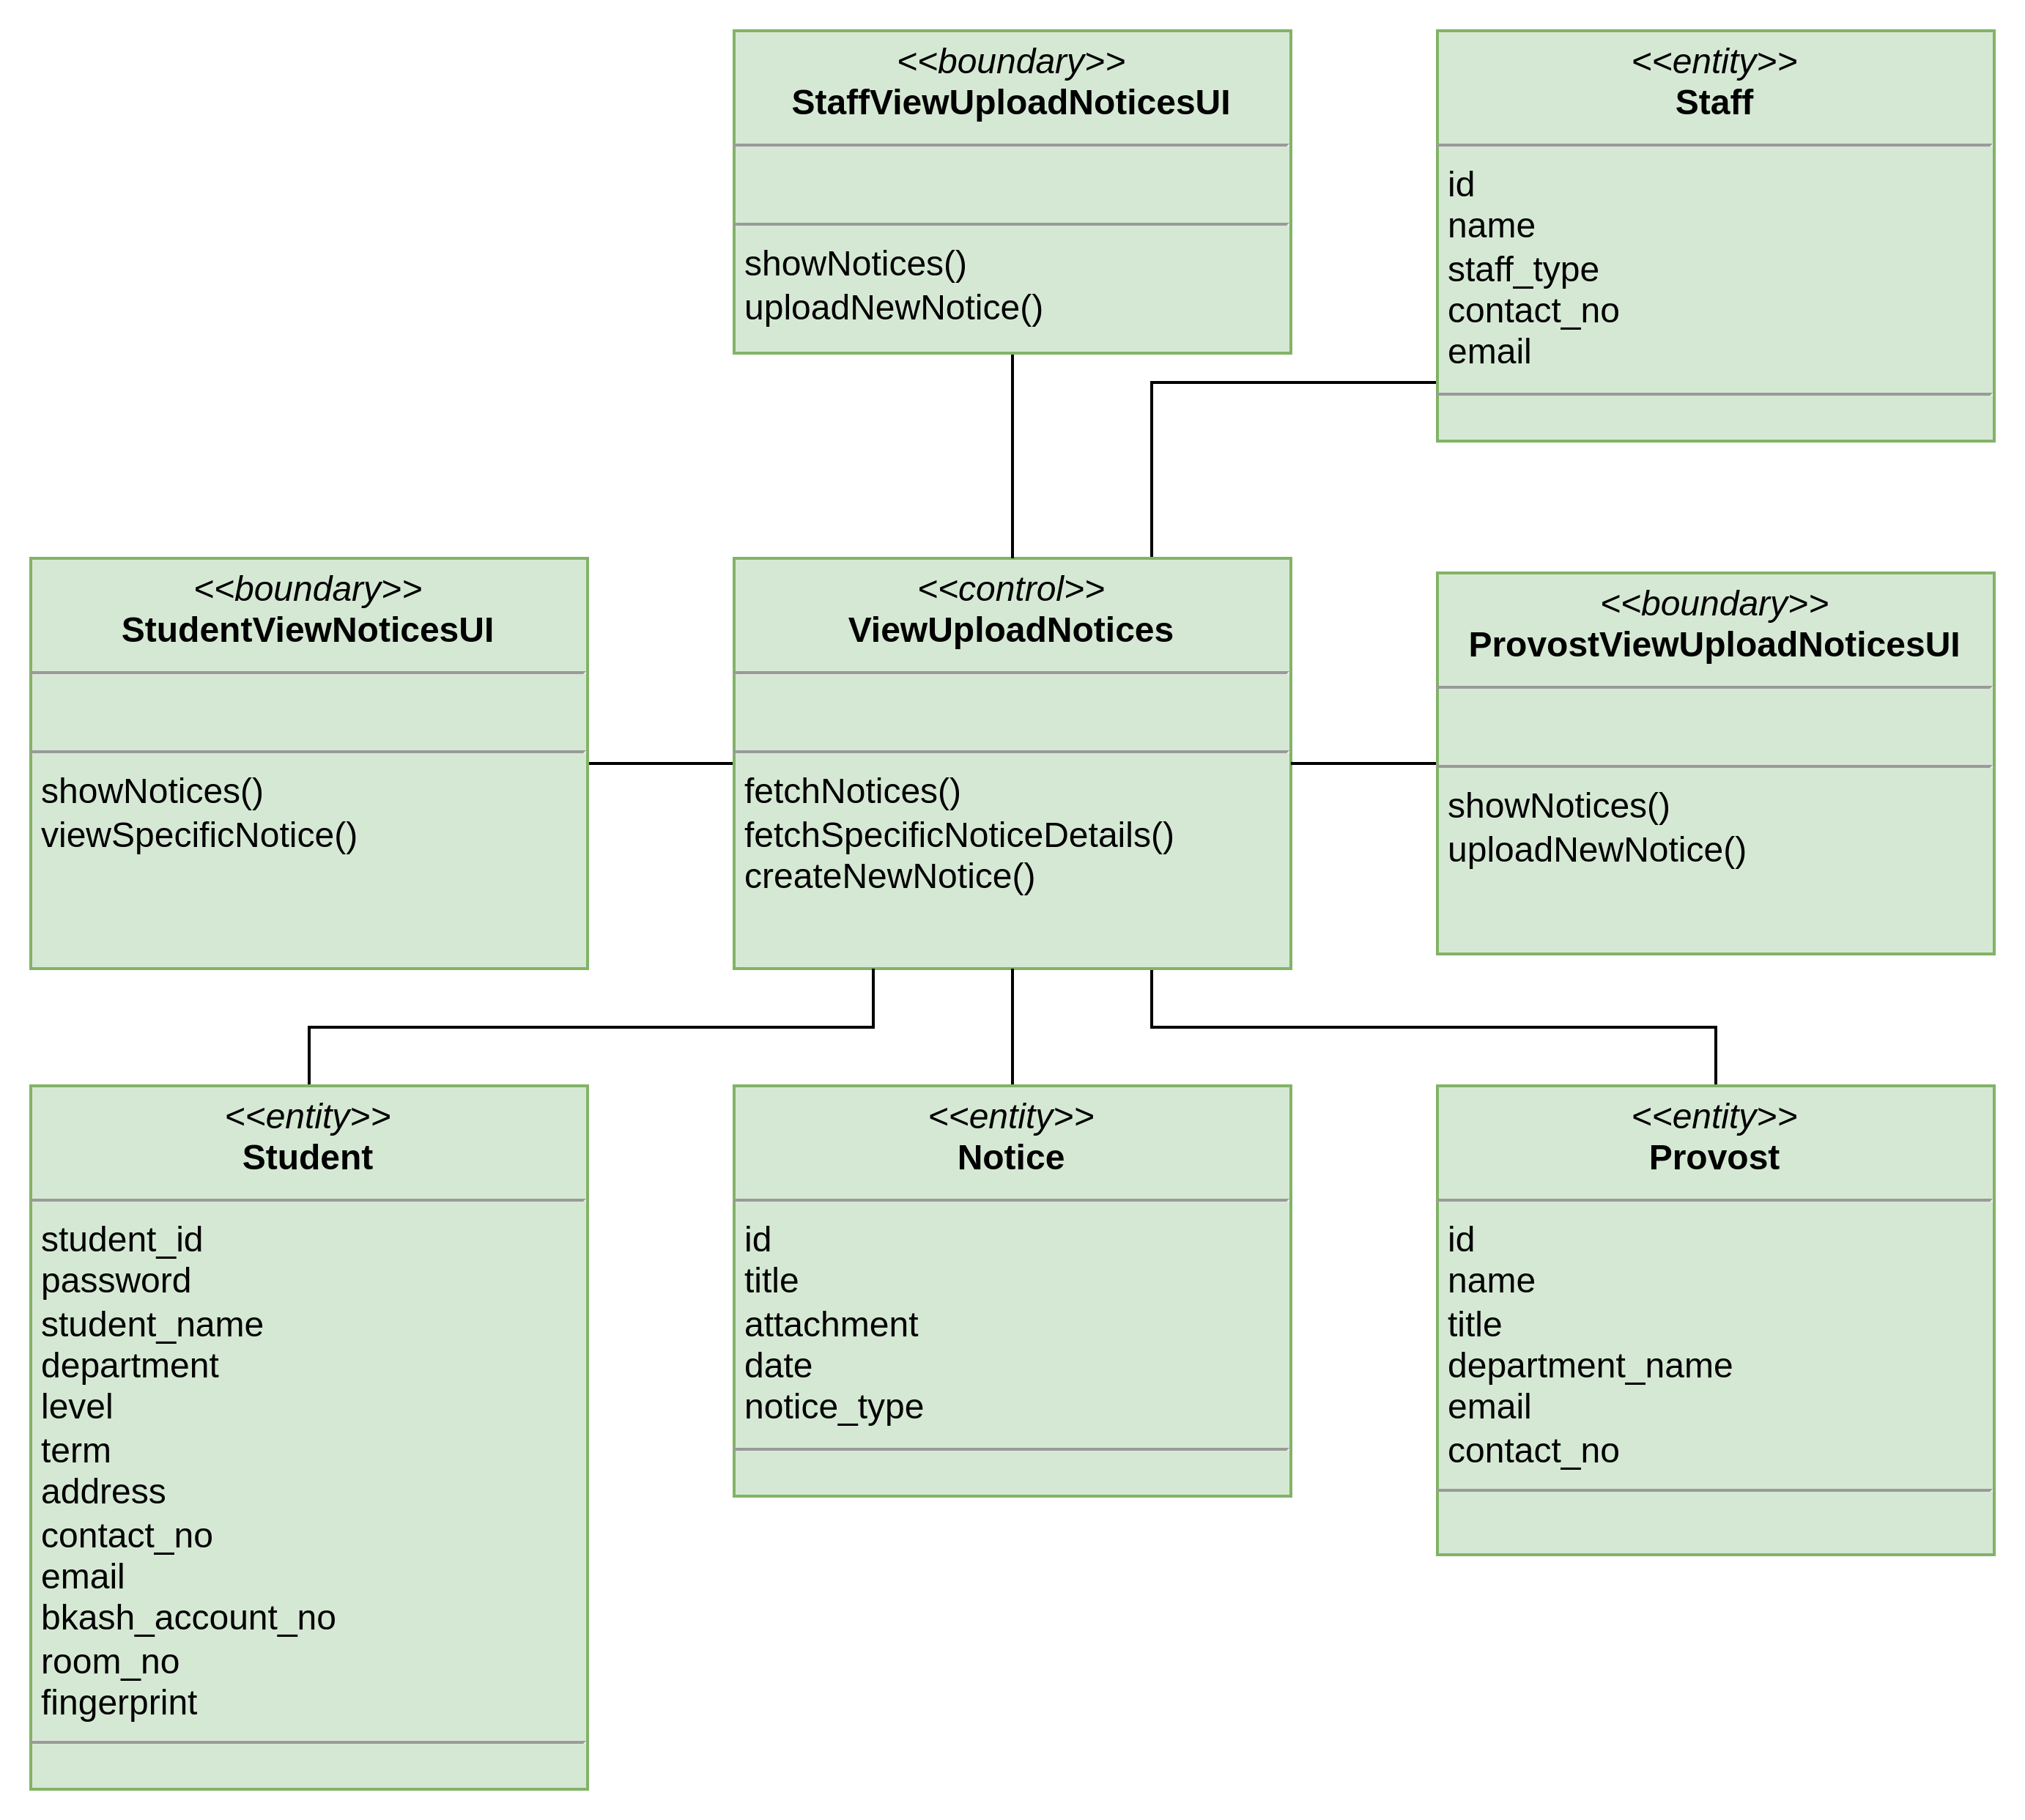 <<boundary>>
StaffViewUploadNoticesUI
showNotices()
uploadNewNotice()
<<entity>>
Staff
id
name
staff_type
contact_no
email
<<boundary>>
StudentViewNoticesUI
showNotices()
viewSpecificNotice()
<<control>>
ViewUploadNotices
fetchNotices()
fetchSpecificNoticeDetails()
createNewNotice()
<<boundary>>
ProvostViewUploadNoticesUI
showNotices()
uploadNewNotice()
<<entity>>
Student
student_id
password
student_name
department
level
term
address
contact_no
email
bkash_account_no
room_no
fingerprint
<<entity>>
Notice
id
title
attachment
date
notice_type
<<entity>>
Provost
id
name
title
department_name
email
contact_no